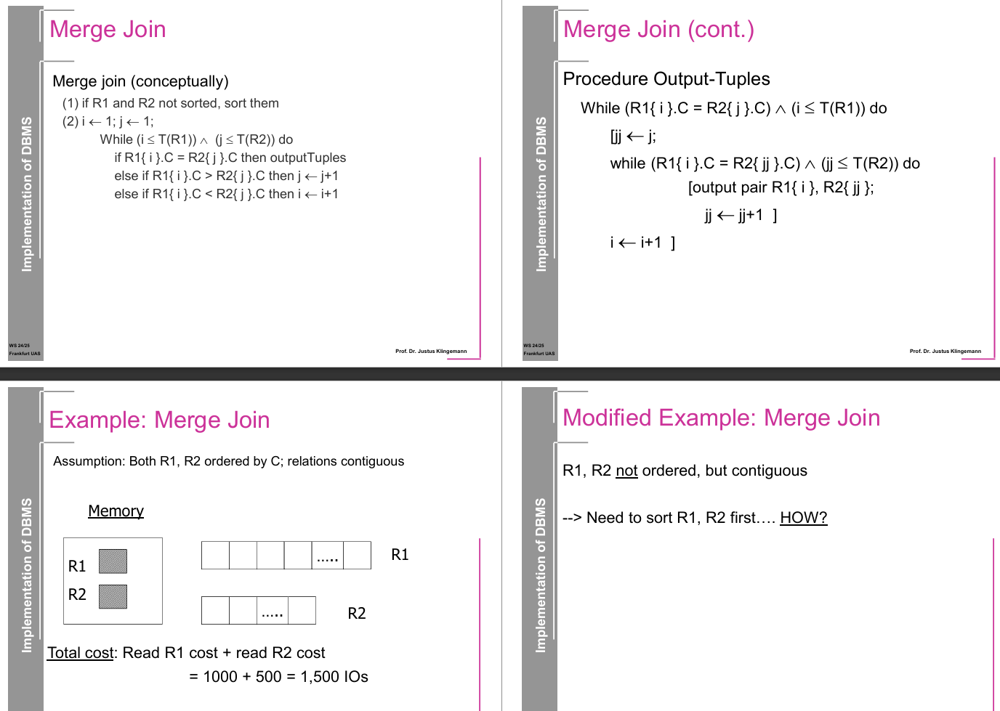 Merge Join
Merge join (conceptually)
(1) if R1 and R2 not sorted, sort them
(2) i ← 1; j ← 1;
While (i ≤ T(R1)) ∧ (j ≤ T(R2)) do
if R1{ i }.C = R2{ j }.C then outputTuples
else if R1{ i }.C > R2{ j }.C then j ← j+1
else if R1{ i }.C < R2{ j }.C then i ← i+1
Implementation of DBMS
WS 24/25
Frankfurt UAS
Prof. Dr. Justus Klingemann
Merge Join (cont.)
Procedure Output-Tuples
While (R1{ i }.C = R2{ j }.C) ∧ (i ≤ T(R1)) do
[jj ← j;
while (R1{ i }.C = R2{ jj }.C) ∧ (jj ≤ T(R2)) do
[output pair R1{ i }, R2{ jj };
jj ← jj+1 ]
i ← i+1 ]
Implementation of DBMS
WS 24/25
Frankfurt UAS
Prof. Dr. Justus Klingemann
Example: Merge Join
Assumption: Both R1, R2 ordered by C; relations contiguous
Memory
R1
R2
..... R1
..... R2
Total cost: Read R1 cost + read R2 cost
= 1000 + 500 = 1,500 IOs
Implementation of DBMS
Modified Example: Merge Join
R1, R2 not ordered, but contiguous
--> Need to sort R1, R2 first…. HOW?
Implementation of DBMS